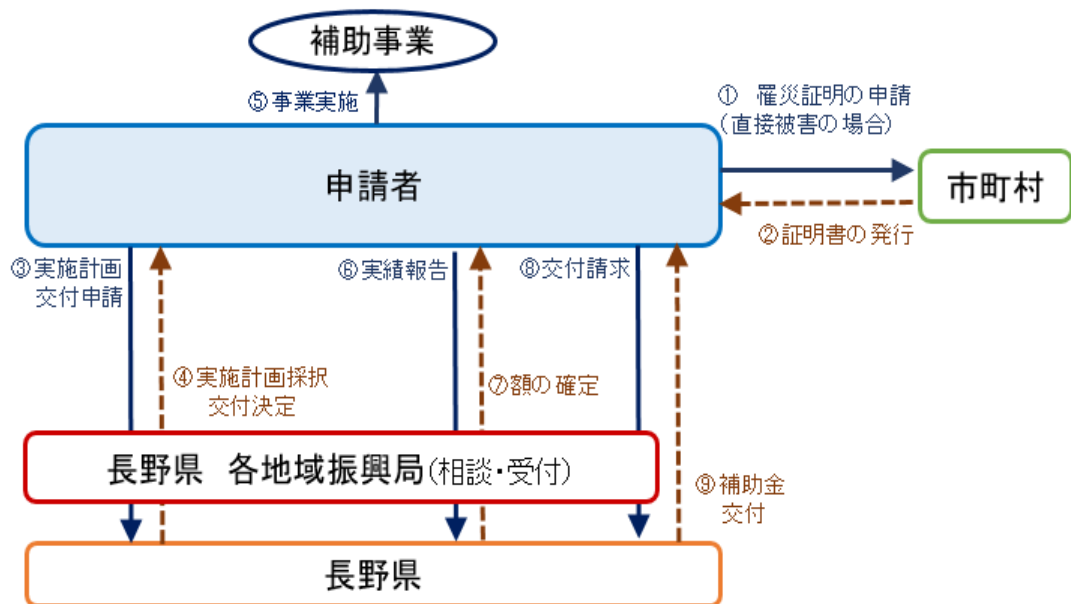 補助事業
⑤事業実施
① 罹災証明の申請
(直接被害の場合)
申請者
市町村
②証明書の発行
③実施計画
交付申請
⑥実績報告
⑧交付請求
④実施計画採択
交付決定
⑦額の確定
長野県 各地域振興局(相談・受付)
⑨補助金
交付
長野県